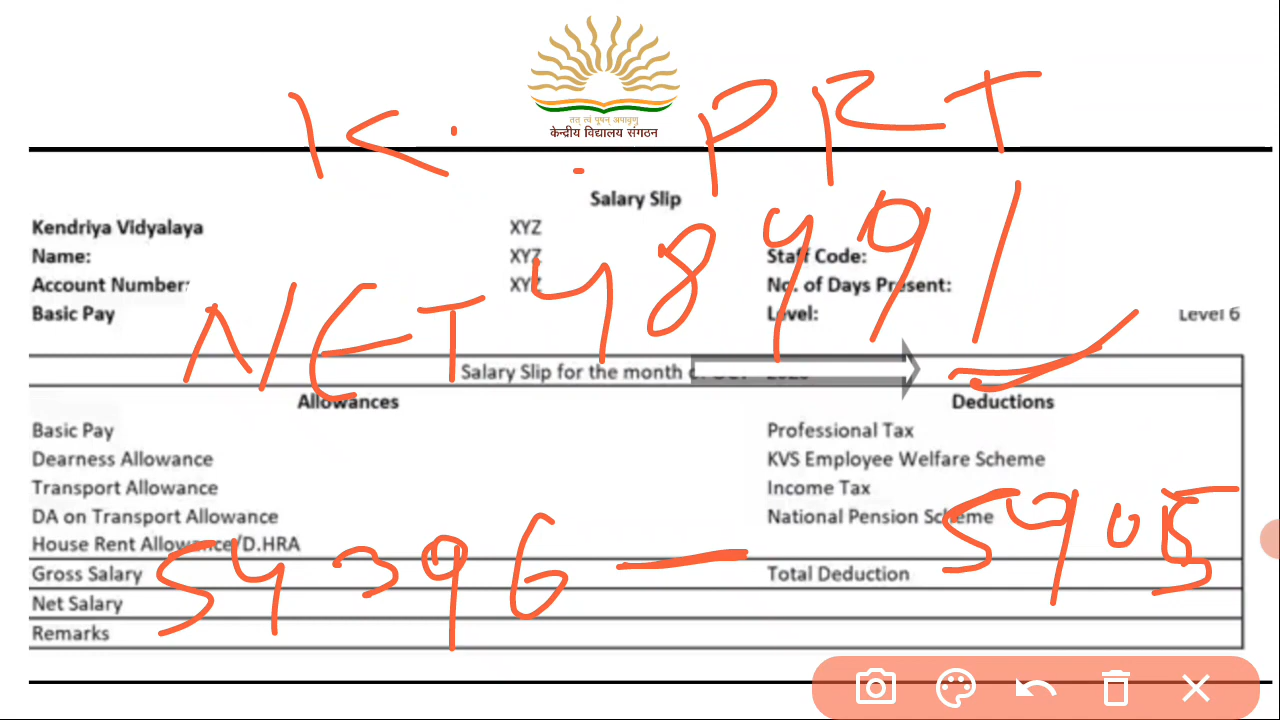 तत् त्वं पूषन् अपावृणु
केन्द्रीय विद्यालय संगठन
K. . PRT
Salary Slip
Kendriya Vidyalaya XYZ
Name: XYZ Staff Code:
Account Number: XYZ No. of Days Present:
Basic Pay Level: Level 6
NET 48491
Salary Slip for the month
Allowances Deductions
Basic Pay Professional Tax
Dearness Allowance KVS Employee Welfare Scheme
Transport Allowance Income Tax
DA on Transport Allowance National Pension Scheme
House Rent Allowance/D.HRA
54396 — 5905
Gross Salary Total Deduction
Net Salary
Remarks